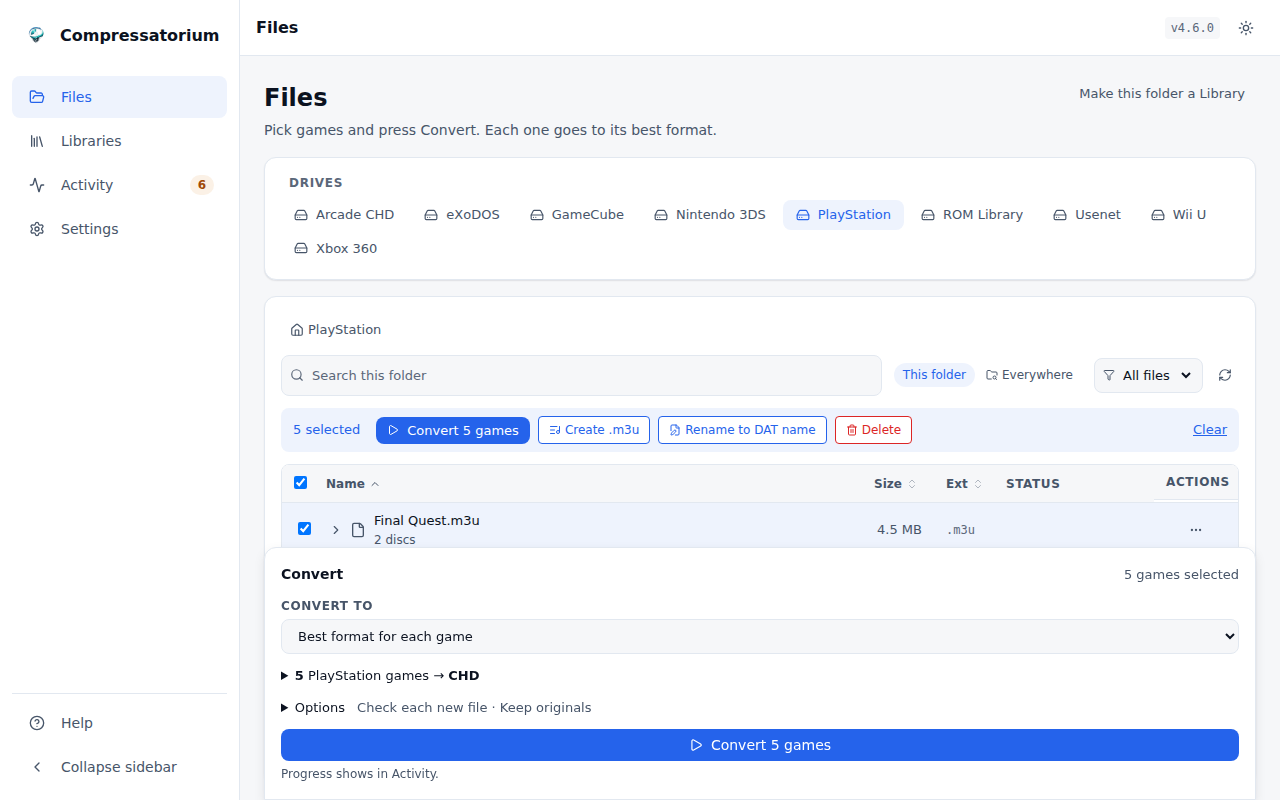 Compressatorium
Files
Libraries
Activity 6
Settings
Help
Collapse sidebar
Files
v4.6.0
Files
Make this folder a Library
Pick games and press Convert. Each one goes to its best format.
DRIVES
Arcade CHD eXoDOS GameCube Nintendo 3DS PlayStation ROM Library Usenet Wii U
Xbox 360
PlayStation
Search this folder This folder Everywhere All files
5 selected Convert 5 games Create .m3u Rename to DAT name Delete Clear
Name Size Ext STATUS ACTIONS
Final Quest.m3u 4.5 MB .m3u
2 discs
Convert 5 games selected
CONVERT TO
Best format for each game
5 PlayStation games → CHD
Options Check each new file · Keep originals
Convert 5 games
Progress shows in Activity.